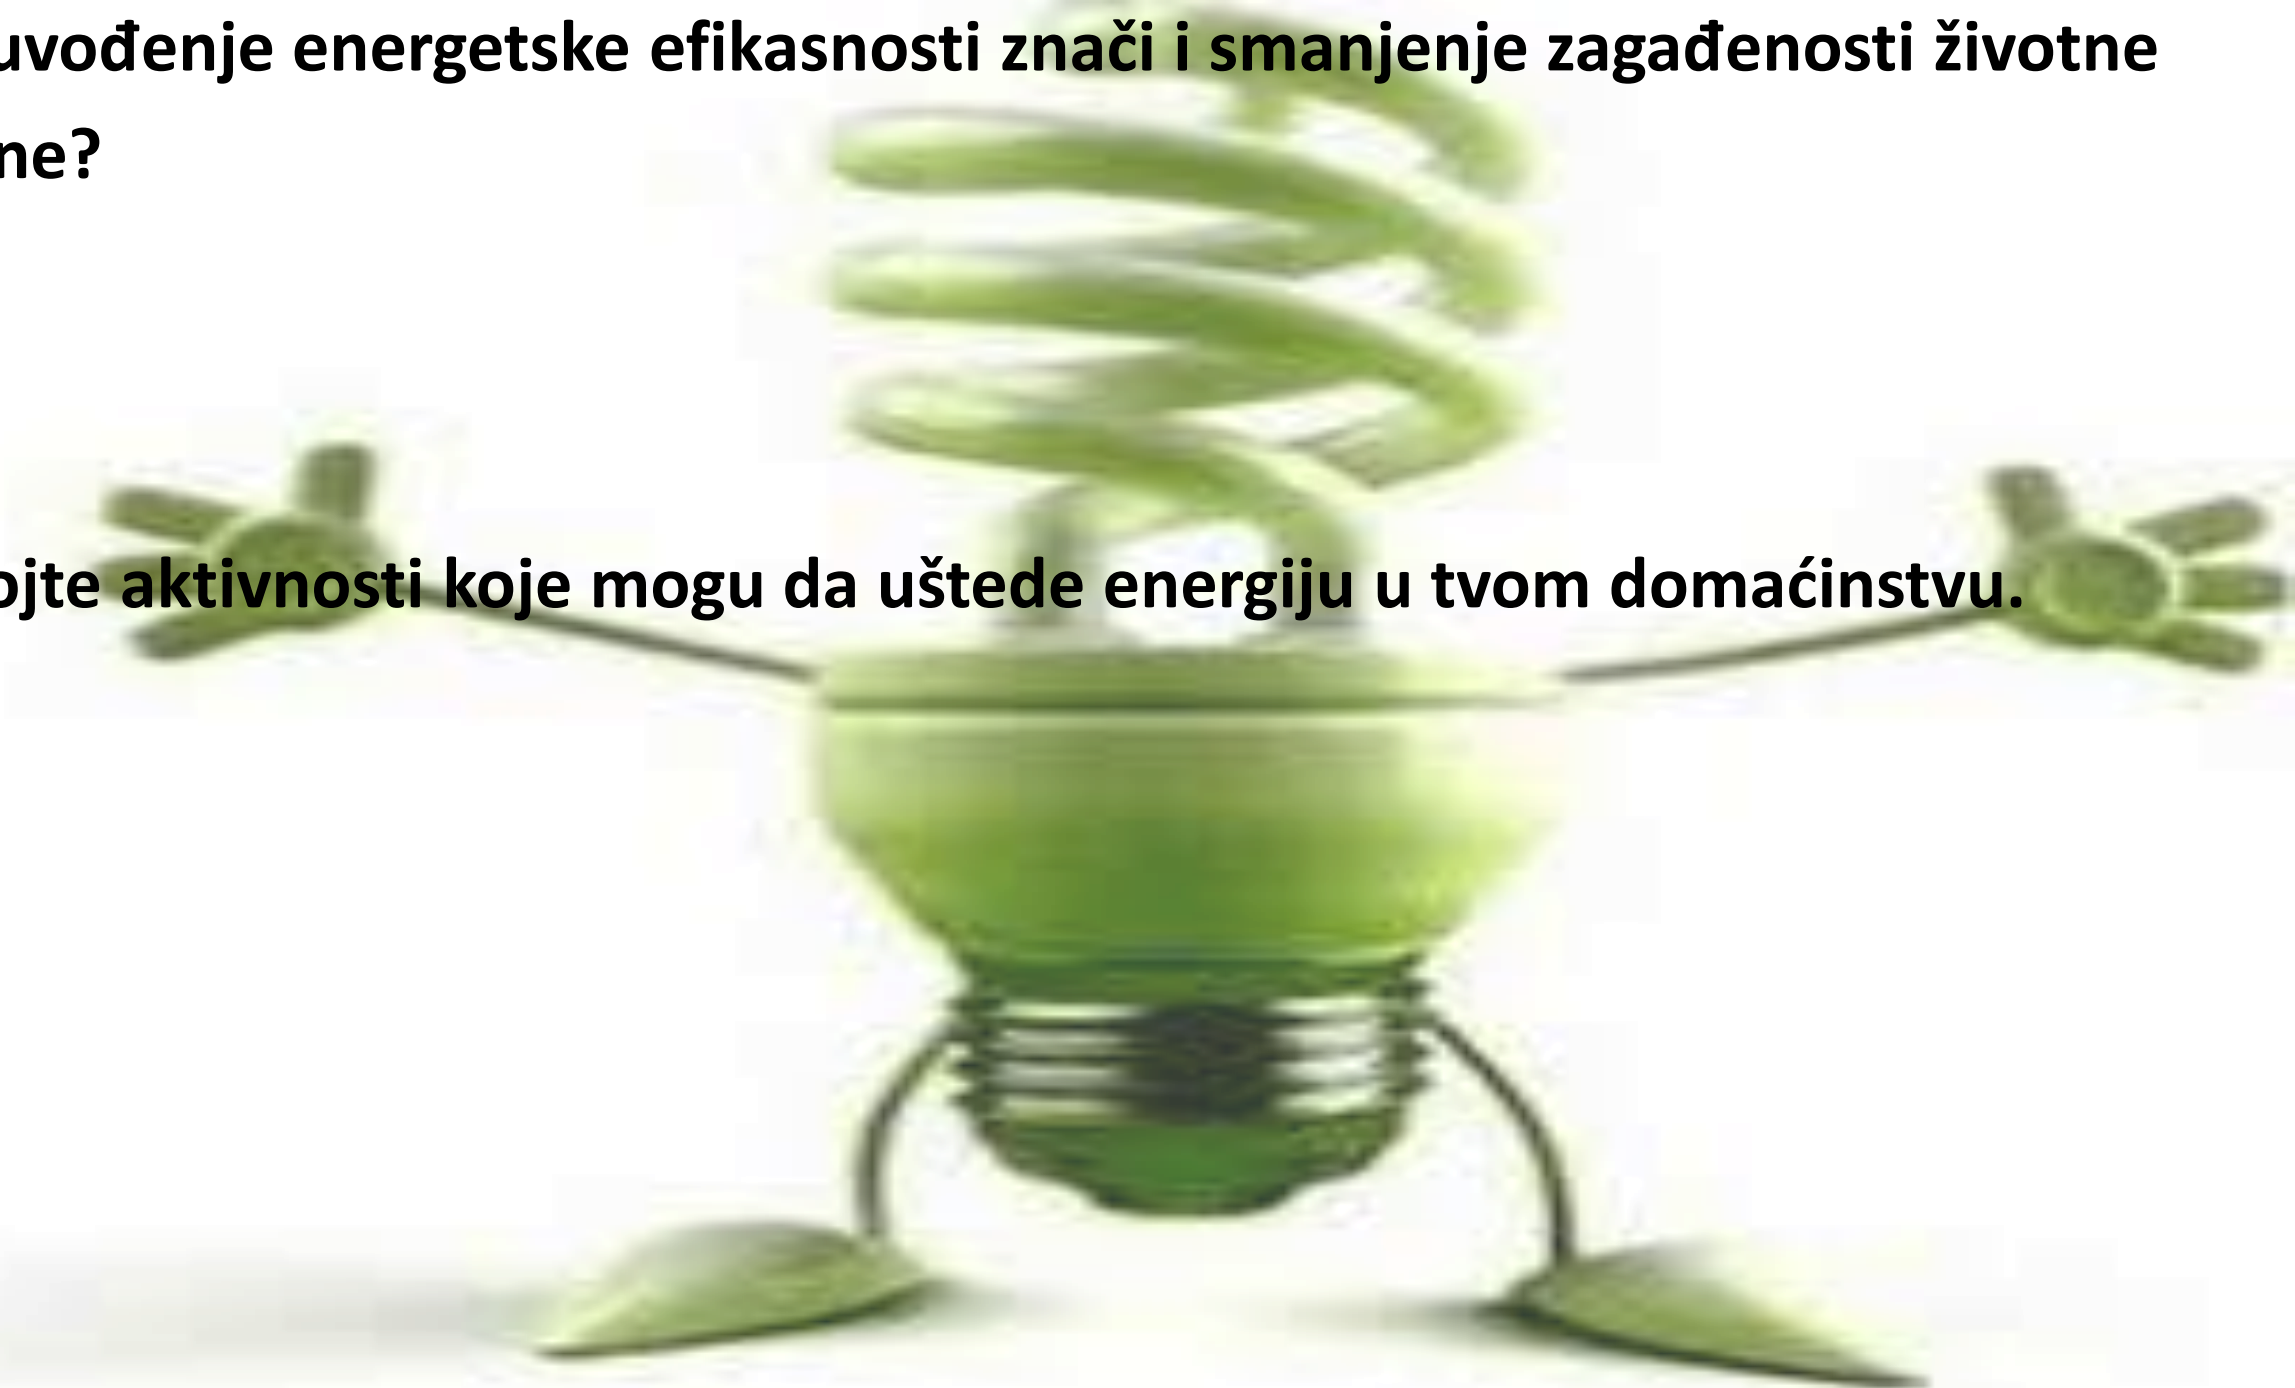 uvođenje energetske efikasnosti znači i smanjenje zagađenosti životne
ne?
ojte aktivnosti koje mogu da uštede energiju u tvom domaćinstvu.